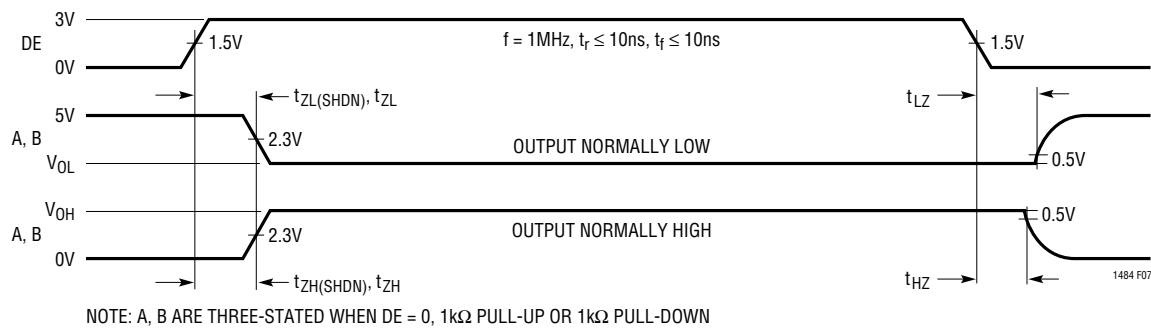 3V
DE
1.5V
f = 1MHz, tr ≤ 10ns, tf ≤ 10ns
1.5V
0V
tZL(SHDN), tZL
tLZ
5V
A, B
2.3V
OUTPUT NORMALLY LOW
0.5V
VOL
VOH
0.5V
A, B
2.3V
OUTPUT NORMALLY HIGH
0V
tZH(SHDN), tZH
tHZ
1484 F07
NOTE: A, B ARE THREE-STATED WHEN DE = 0, 1kΩ PULL-UP OR 1kΩ PULL-DOWN